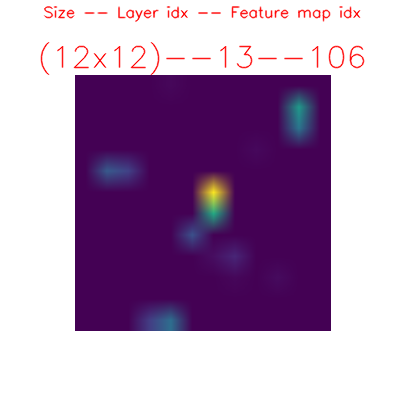 Size -- Layer idx -- Feature map idx
(12x12)--13--106